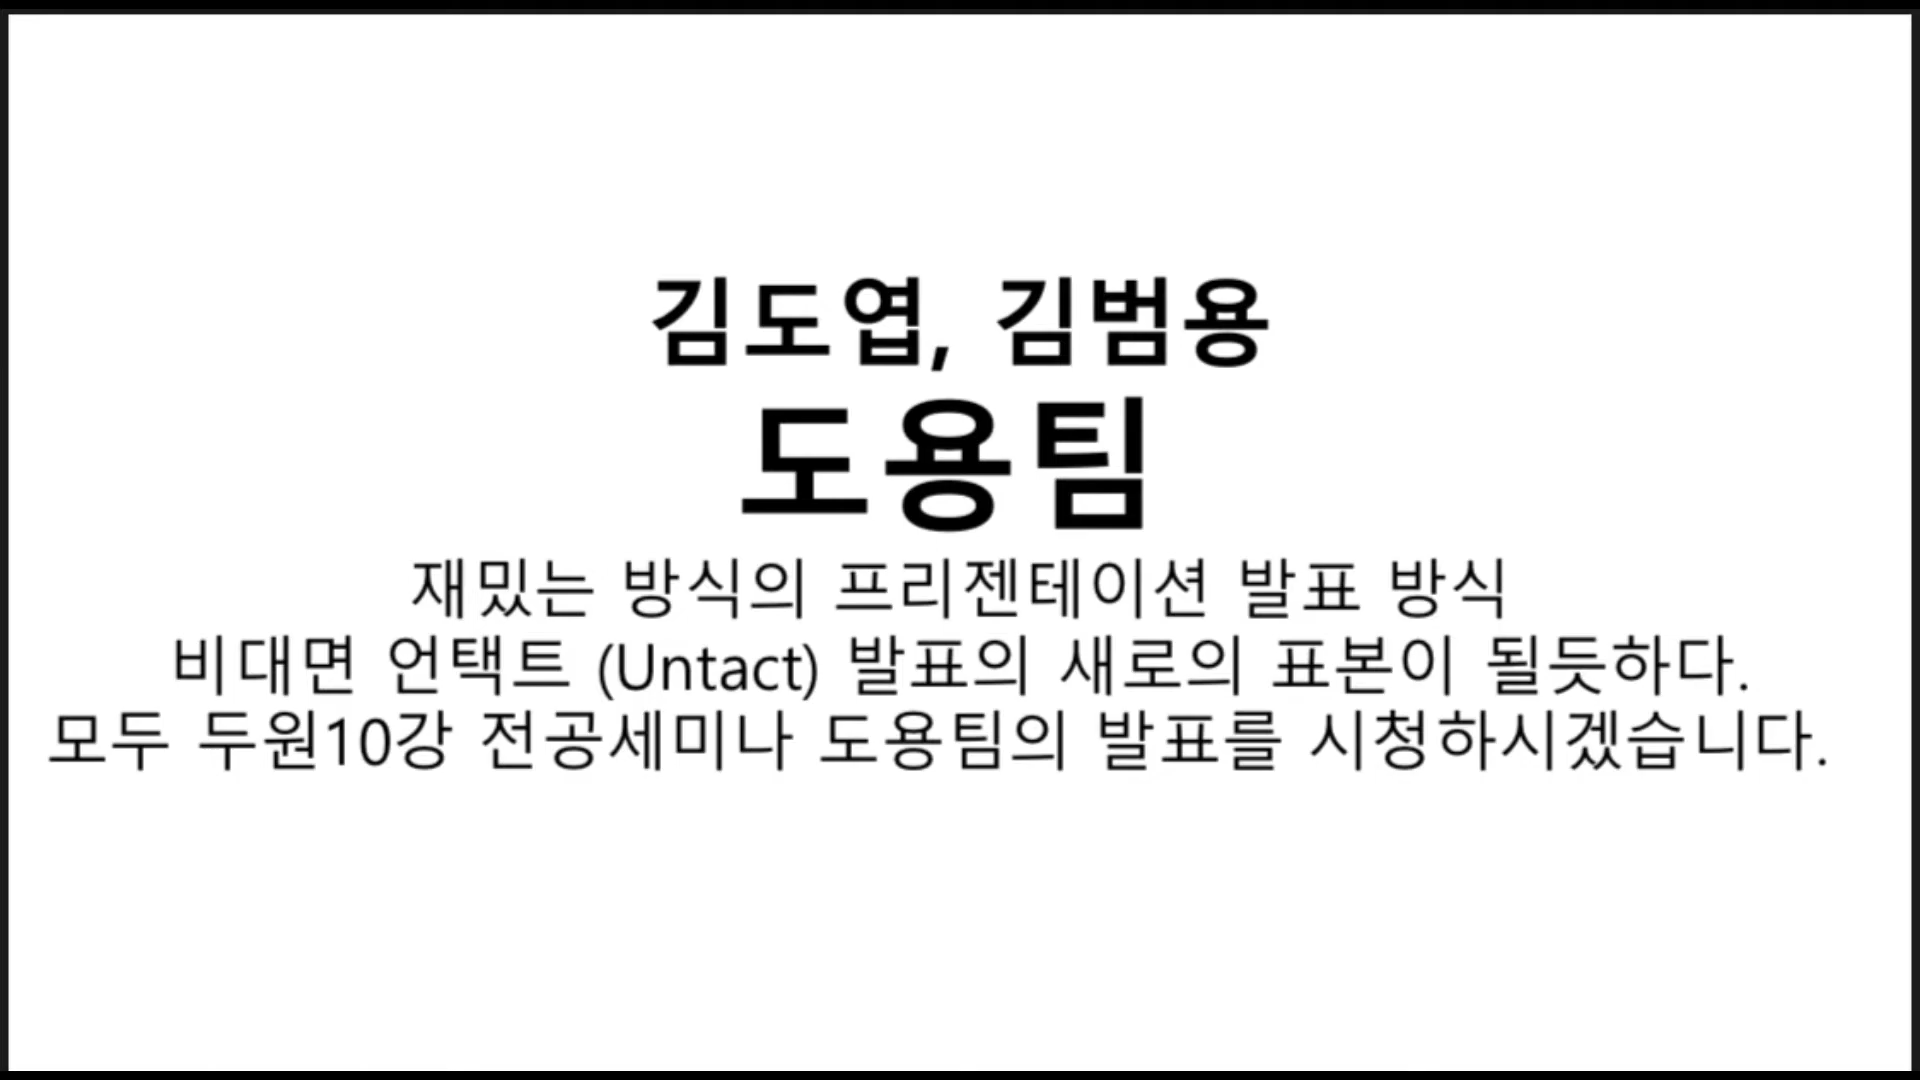 김도엽, 김범용
도용팀
재밌는 방식의 프리젠테이션 발표 방식
비대면 언택트 (Untact) 발표의 새로의 표본이 될듯하다.
모두 두원10강 전공세미나 도용팀의 발표를 시청하시겠습니다.